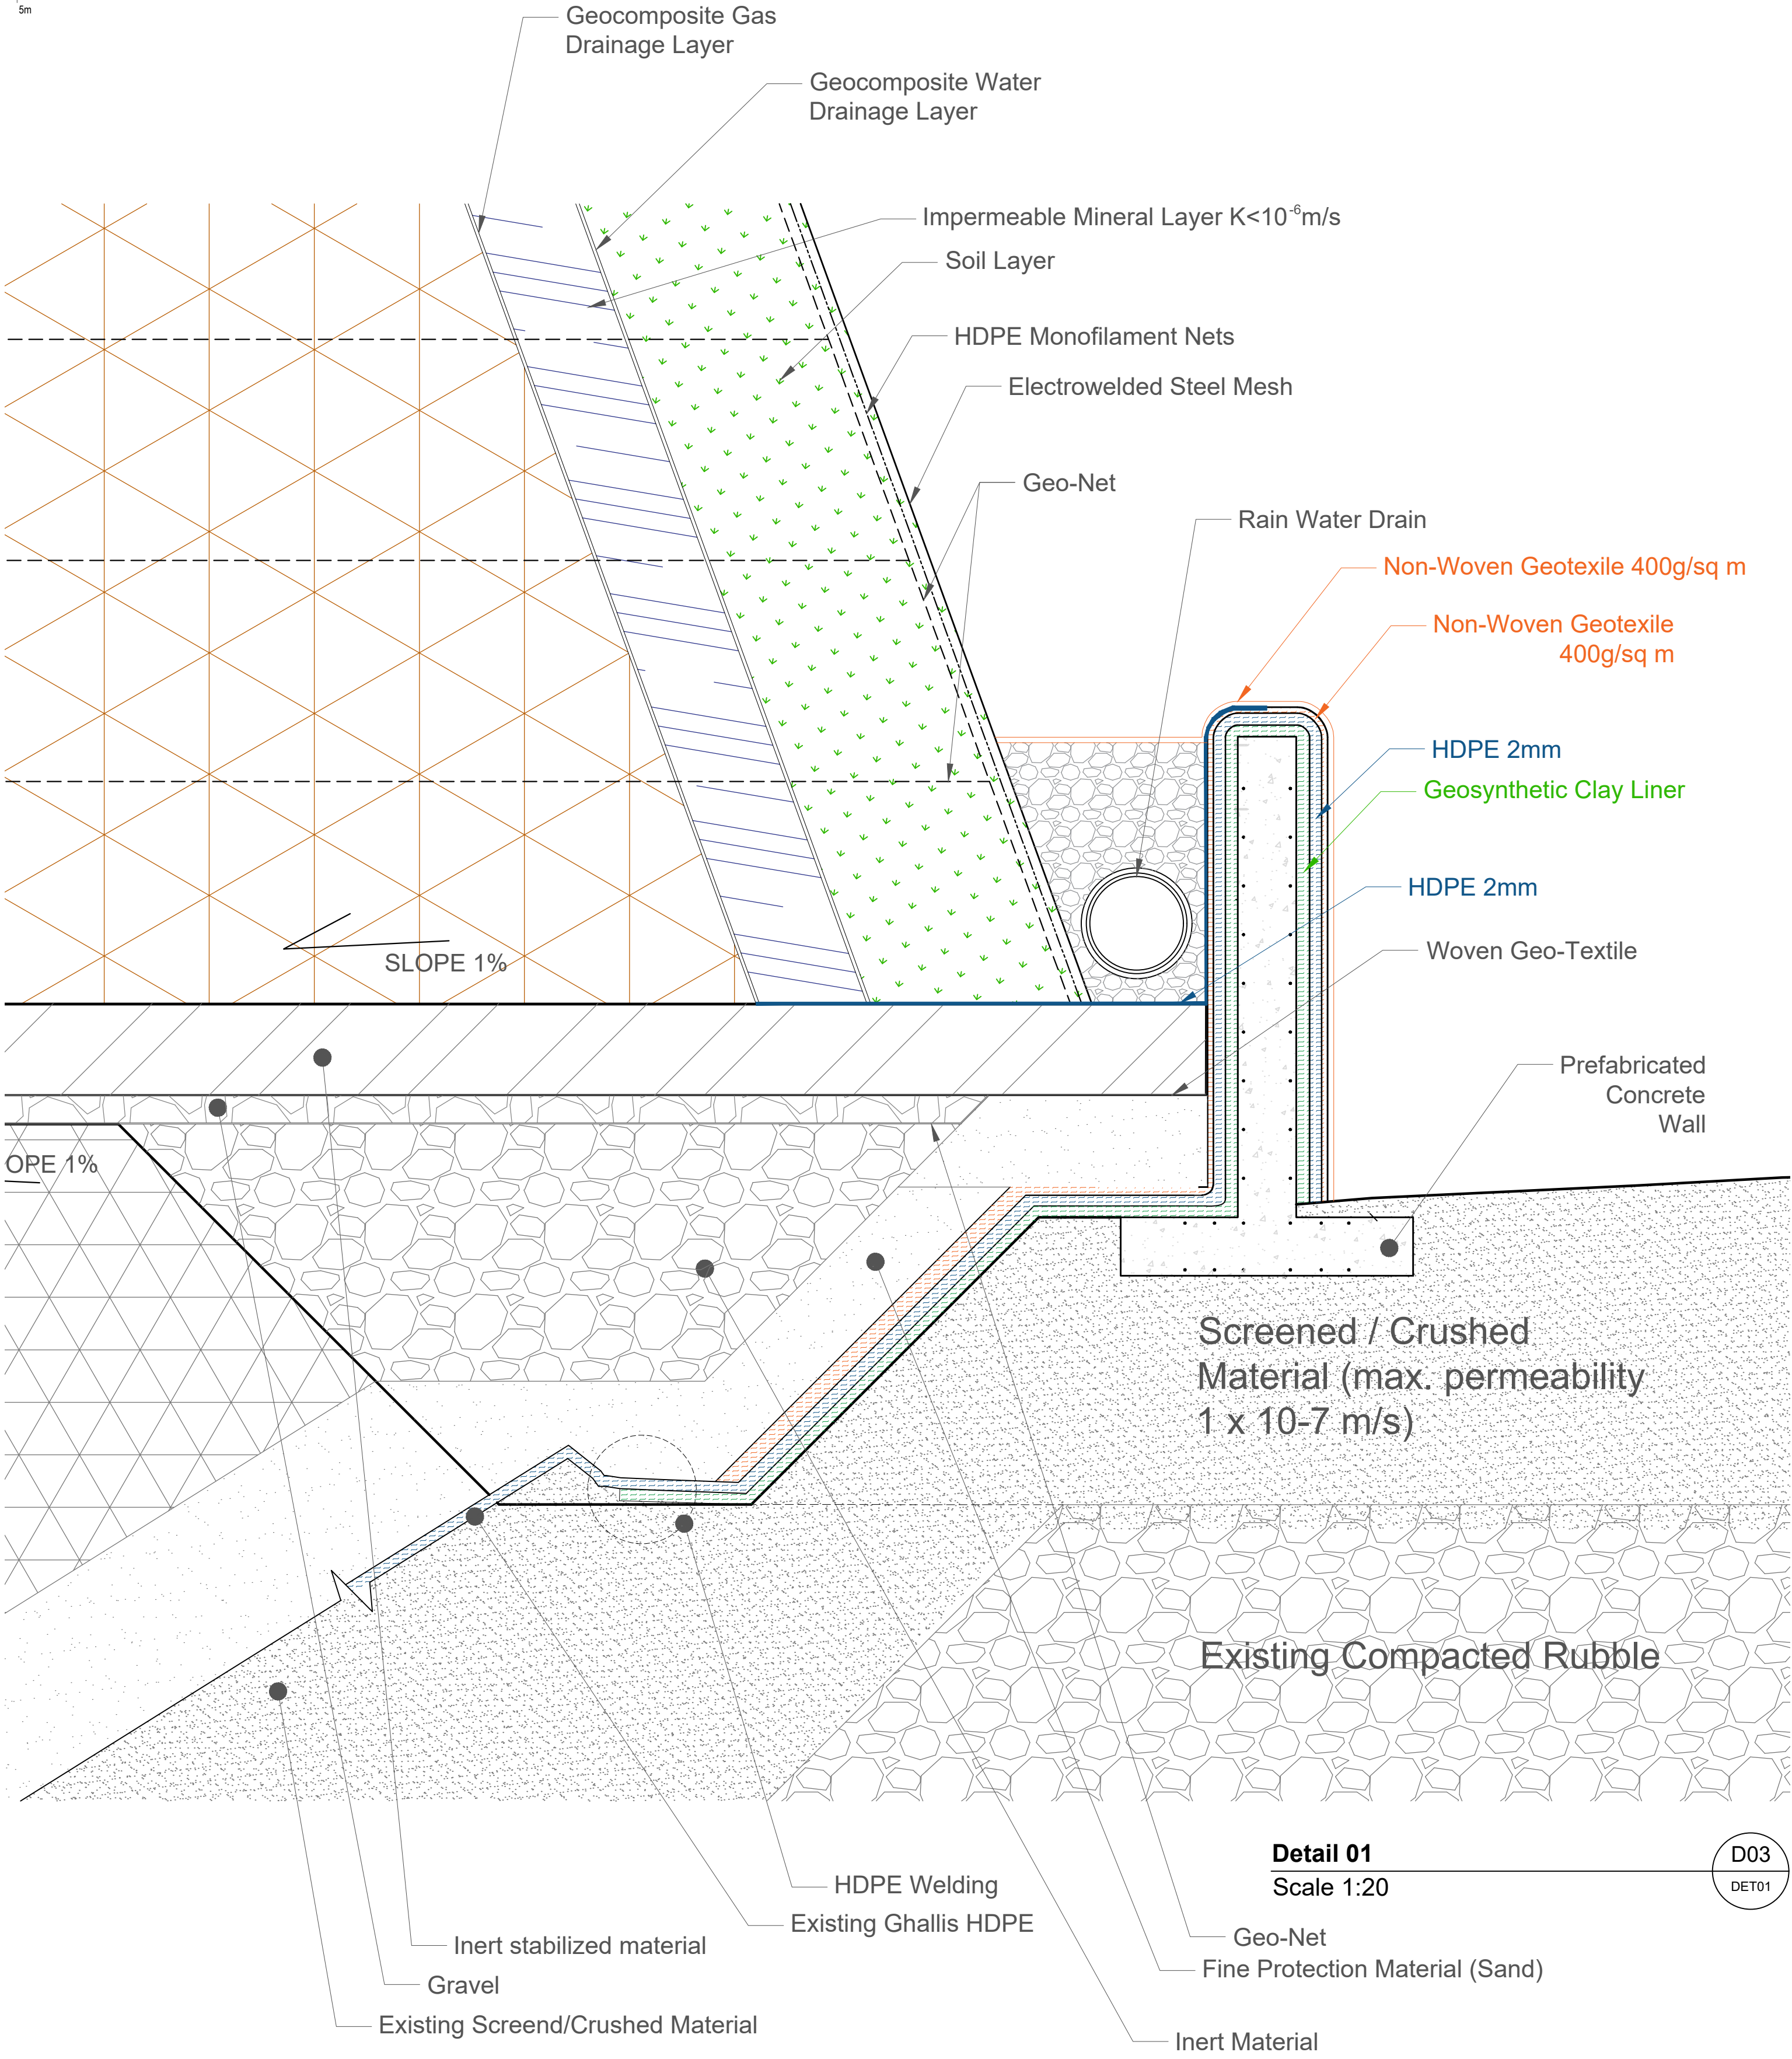 5m
Geocomposite Gas
Drainage Layer
Geocomposite Water
Drainage Layer
Impermeable Mineral Layer K<10-6m/s
Soil Layer
HDPE Monofilament Nets
Electrowelded Steel Mesh
Geo-Net
Rain Water Drain
Non-Woven Geotexile 400g/sq m
Non-Woven Geotexile
400g/sq m
HDPE 2mm
Geosynthetic Clay Liner
HDPE 2mm
Woven Geo-Textile
SLOPE 1%
Prefabricated
Concrete
Wall
OPE 1%
Screened / Crushed
Material (max. permeability
1 x 10-7 m/s)
Existing Compacted Rubble
Detail 01
Scale 1:20
D03
DET01
HDPE Welding
Existing Ghallis HDPE
Geo-Net
Inert stabilized material
Fine Protection Material (Sand)
Gravel
Existing Screend/Crushed Material
Inert Material